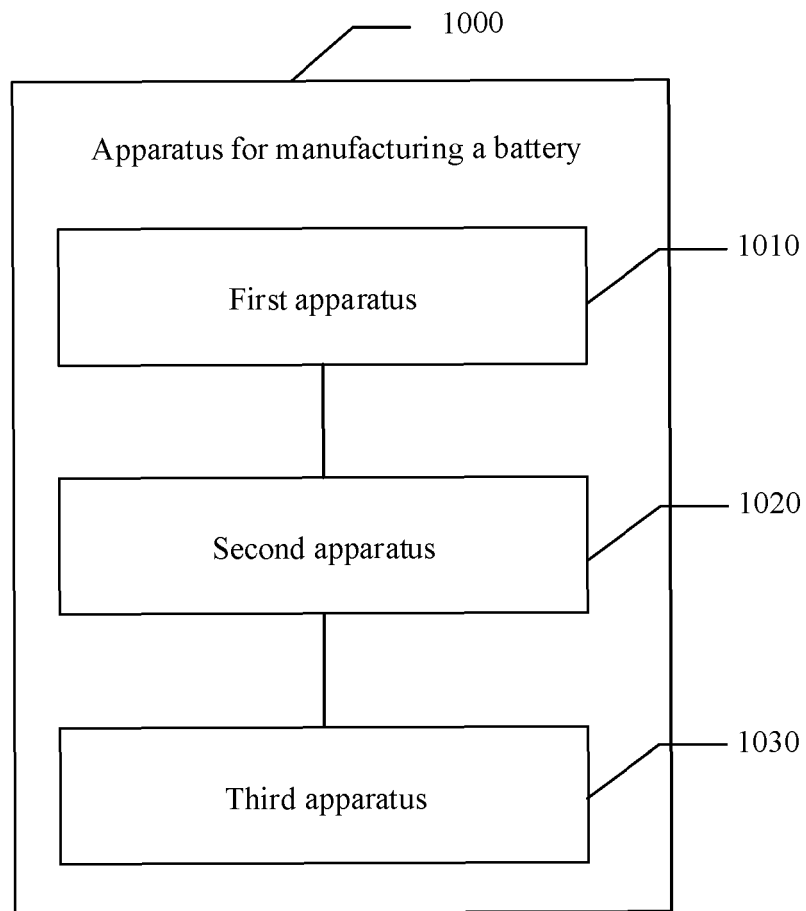 1000
Apparatus for manufacturing a battery
1010
First apparatus
1020
Second apparatus
1030
Third apparatus